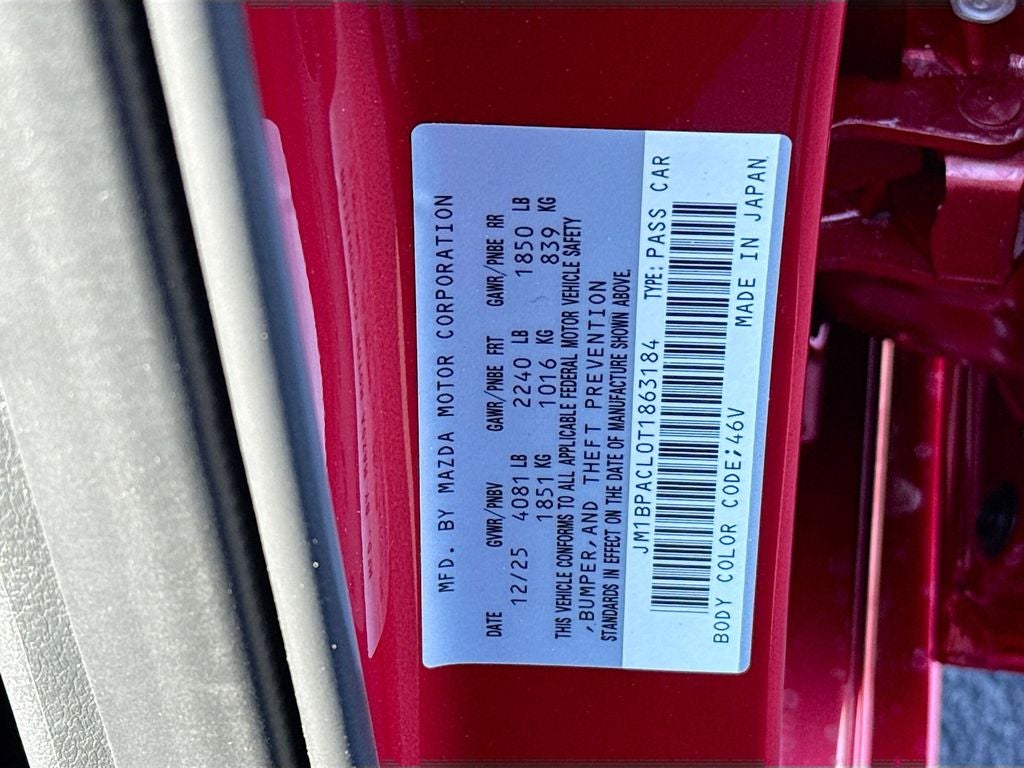 MFD. BY MAZDA MOTOR CORPORATION
DATE GVWR/PNBV GAWR/PNBE FRT GAWR/PNBE RR
12/25 4081 LB 2240 LB 1850 LB
1851 KG 1016 KG 839 KG
THIS VEHICLE CONFORMS TO ALL APPLICABLE FEDERAL MOTOR VEHICLE SAFETY
,BUMPER,AND THEFT PREVENTION
STANDARDS IN EFFECT ON THE DATE OF MANUFACTURE SHOWN ABOVE.
JM1BPACL0T1863184 TYPE: PASS CAR
BODY COLOR CODE;46V MADE IN JAPAN